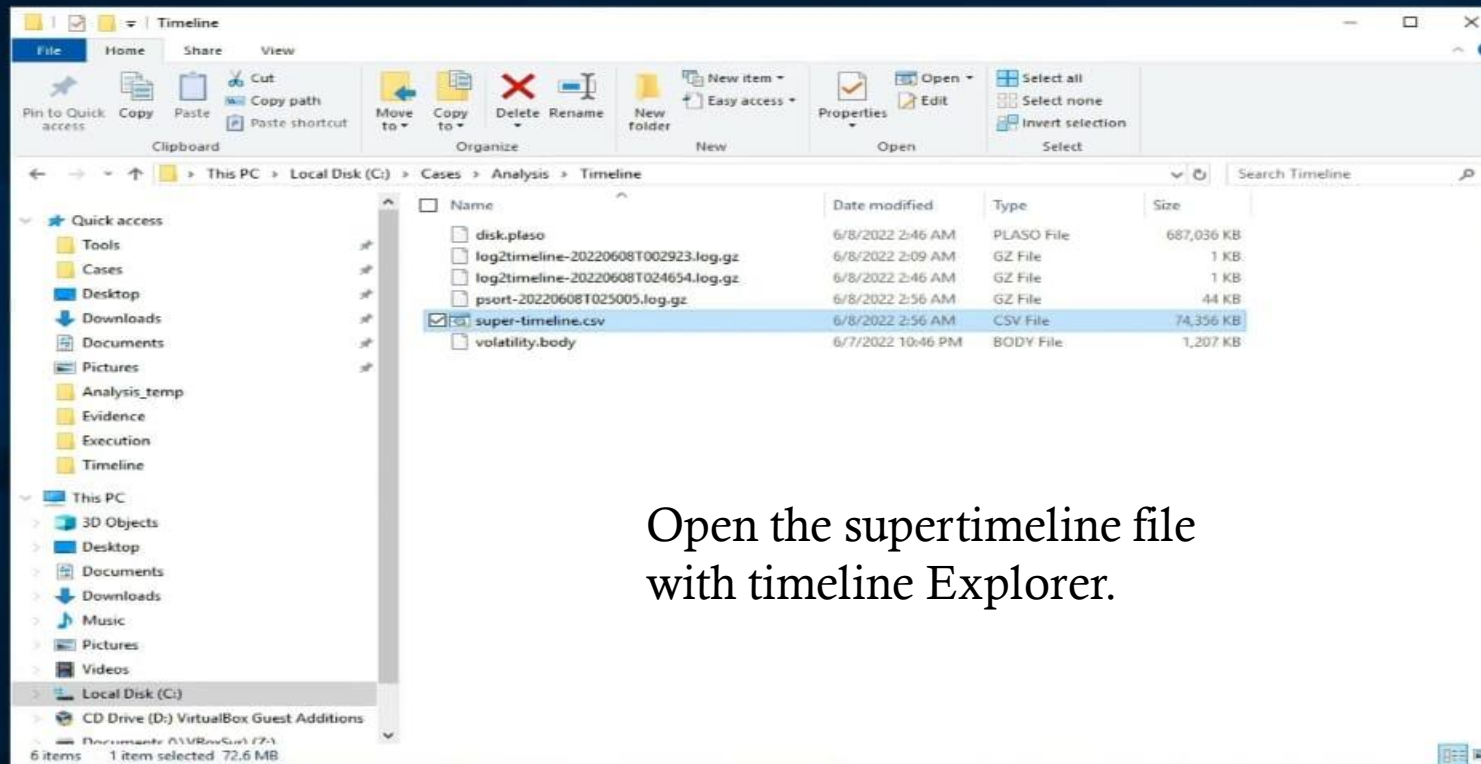 Timeline
File Home Share View
Pin to Quick access
Copy
Paste
Cut
Copy path
Paste shortcut
Clipboard
Move to
Copy to
Delete
Rename
Organize
New folder
New item
Easy access
New
Properties
Open
Edit
Open
Select all
Select none
Invert selection
Select
This PC > Local Disk (C:) > Cases > Analysis > Timeline
Search Timeline
Name Date modified Type Size
disk.plaso 6/8/2022 2:46 AM PLASO File 687,036 KB
log2timeline-20220608T002923.log.gz 6/8/2022 2:09 AM GZ File 1 KB
log2timeline-20220608T024654.log.gz 6/8/2022 2:46 AM GZ File 1 KB
psort-20220608T025005.log.gz 6/8/2022 2:56 AM GZ File 44 KB
super-timeline.csv 6/8/2022 2:56 AM CSV File 74,356 KB
volatility.body 6/7/2022 10:46 PM BODY File 1,207 KB
Quick access
Tools
Cases
Desktop
Downloads
Documents
Pictures
Analysis_temp
Evidence
Execution
Timeline
This PC
3D Objects
Desktop
Documents
Downloads
Music
Pictures
Videos
Local Disk (C:)
CD Drive (D:) VirtualBox Guest Additions
6 items 1 item selected 72.6 MB
Open the supertimeline file
with timeline Explorer.